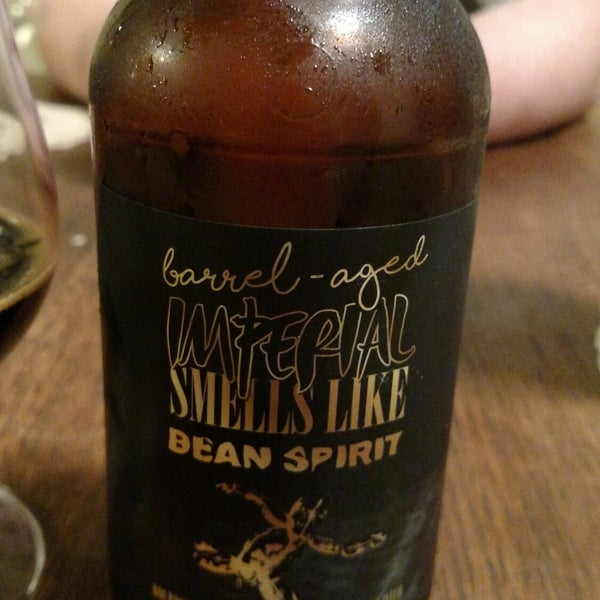 barrel-aged
IMPERIAL
SMELLS LIKE
BEAN SPIRIT